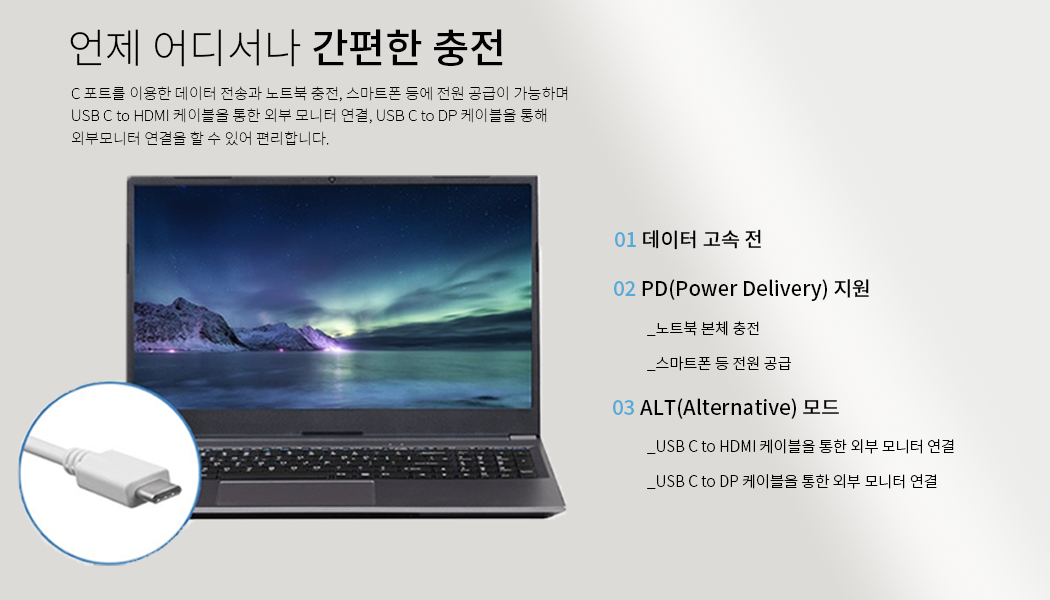 언제 어디서나 간편한 충전
C 포트를 이용한 데이터 전송과 노트북 충전, 스마트폰 등에 전원 공급이 가능하며
USB C to HDMI 케이블을 통한 외부 모니터 연결, USB C to DP 케이블을 통해
외부모니터 연결을 할 수 있어 편리합니다.
01 데이터 고속 전
02 PD(Power Delivery) 지원
_노트북 본체 충전
_스마트폰 등 전원 공급
03 ALT(Alternative) 모드
_USB C to HDMI 케이블을 통한 외부 모니터 연결
_USB C to DP 케이블을 통한 외부 모니터 연결